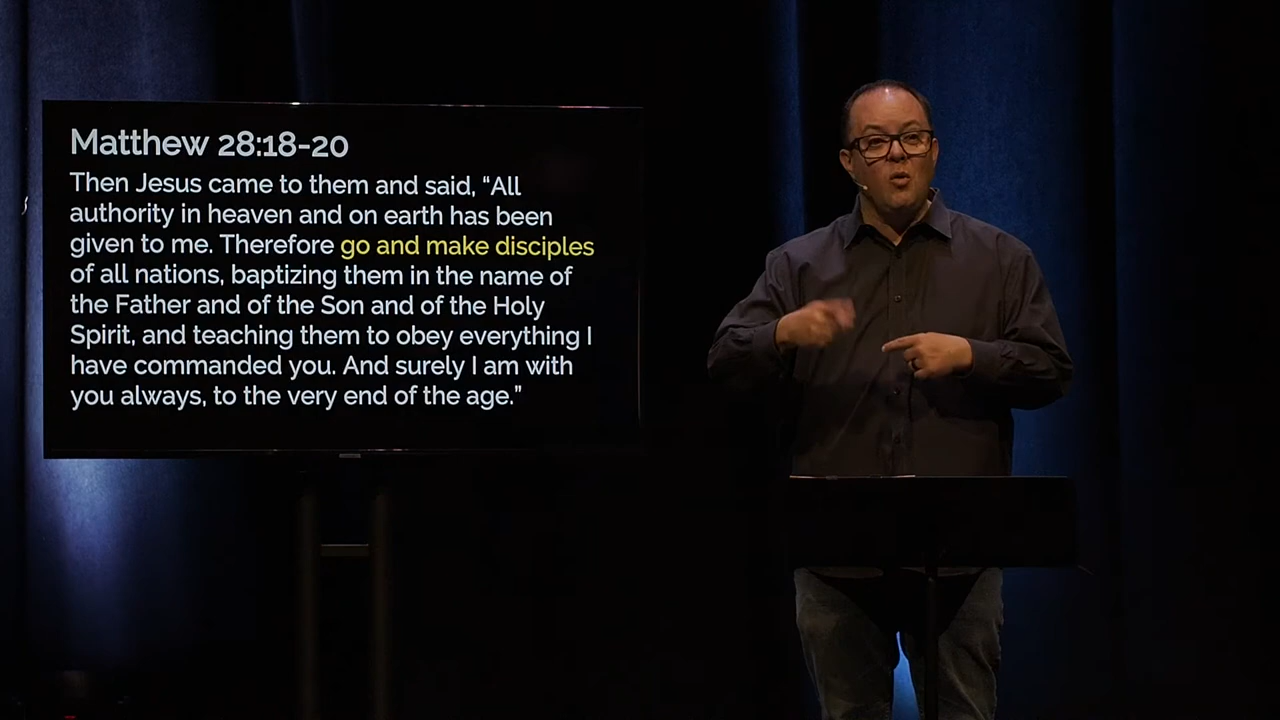 Matthew 28:18-20
Then Jesus came to them and said, “All
authority in heaven and on earth has been
given to me. Therefore go and make disciples
of all nations, baptizing them in the name of
the Father and of the Son and of the Holy
Spirit, and teaching them to obey everything I
have commanded you. And surely I am with
you always, to the very end of the age.”